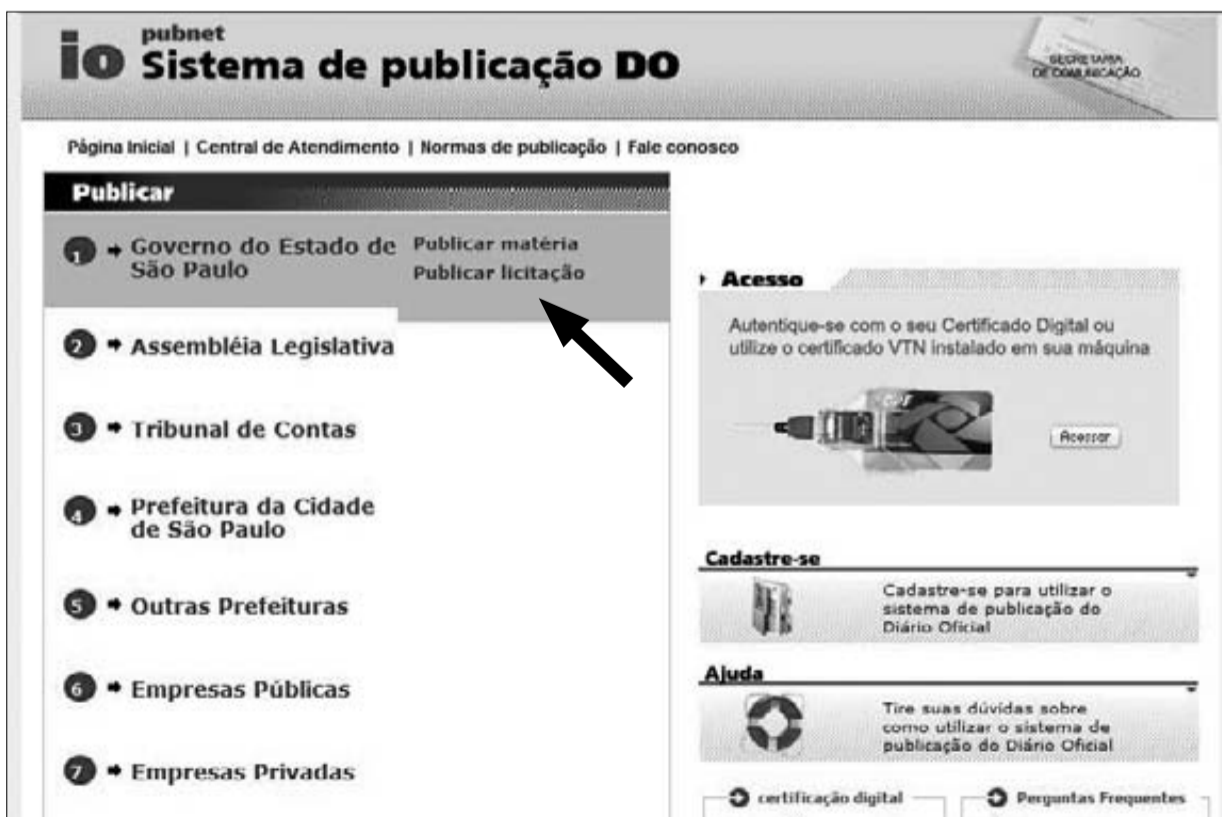 pubnet
io Sistema de publicação DO
SECRETARIA
DE COMUNICAÇÃO
Página Inicial | Central de Atendimento | Normas de publicação | Fale conosco
Publicar
1 Governo do Estado de
São Paulo
Publicar matéria
Publicar licitação
2 Assembléia Legislativa
3 Tribunal de Contas
4 Prefeitura da Cidade
de São Paulo
5 Outras Prefeituras
6 Empresas Públicas
7 Empresas Privadas
Acesso
Autentique-se com o seu Certificado Digital ou
utilize o certificado VTN instalado em sua máquina
Acessar
Cadastre-se
Cadastre-se para utilizar o
sistema de publicação do
Diário Oficial
Ajuda
Tire suas dúvidas sobre
como utilizar o sistema de
publicação do Diário Oficial
certificação digital
Perguntas Frequentes